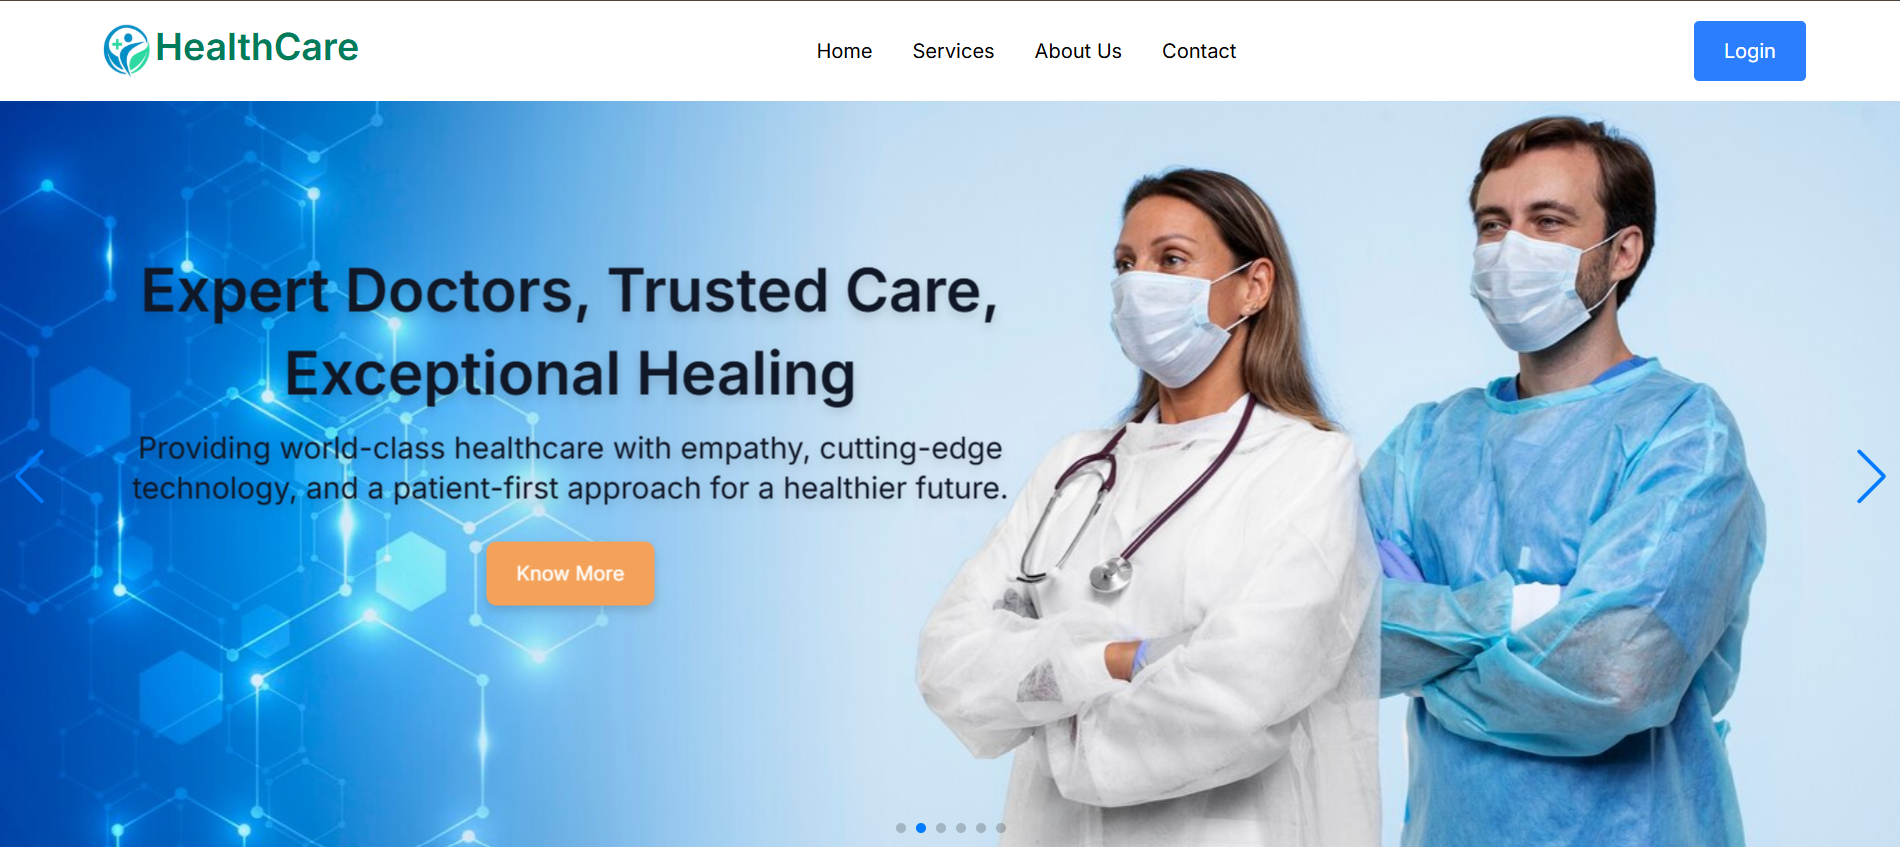 HealthCare
Home
Services
About Us
Contact
Login
Expert Doctors, Trusted Care,
Exceptional Healing
Providing world-class healthcare with empathy, cutting-edge
technology, and a patient-first approach for a healthier future.
Know More